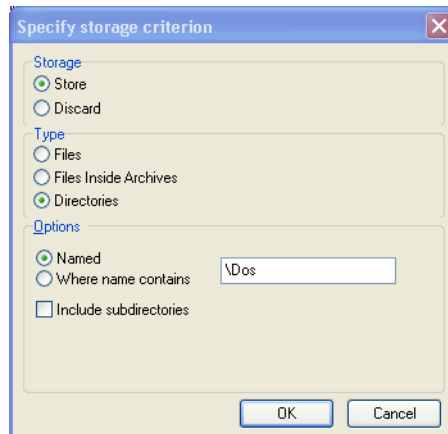 Specify storage criterion
Storage
Store
Discard
Type
Files
Files Inside Archives
Directories
Options
Named
Where name contains
\Dos
Include subdirectories
OK
Cancel